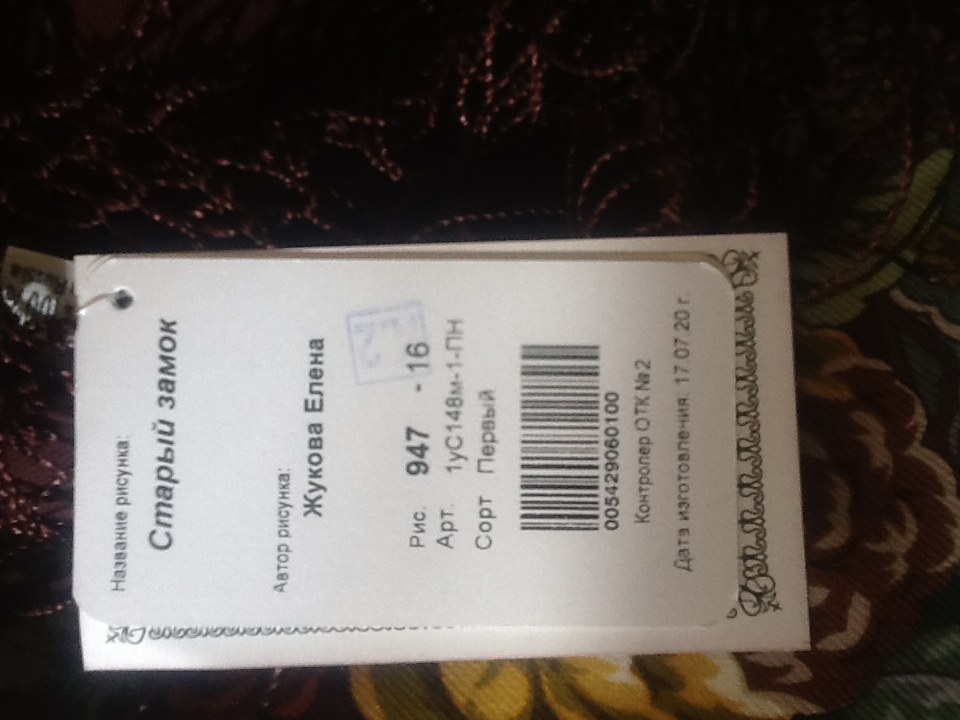 Название рисунка:
Старый замок
Автор рисунка:
Жукова Елена
Рис. 947 - 16
Арт. 1уС148м-1-ПН
Сорт Первый
005429060100
Контролер ОТК №2
Дата изготовления: 17 07 20 г.